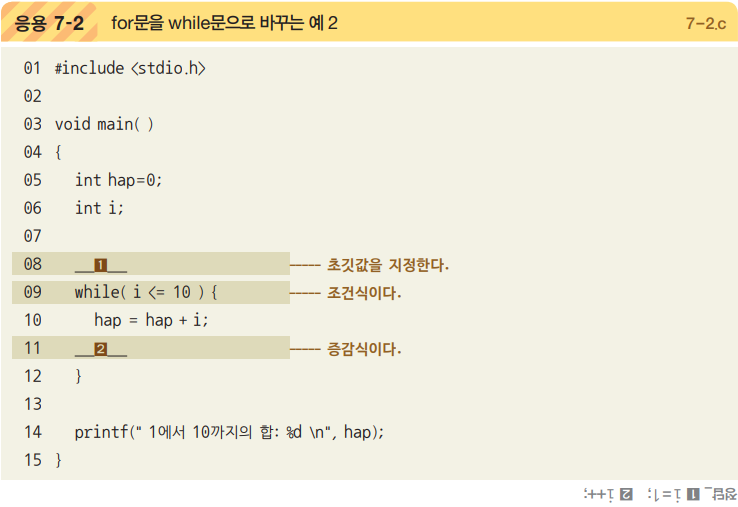 응용 7-2 for문을 while문으로 바꾸는 예 2 7-2.c
01 #include <stdio.h>
02
03 void main( )
04 {
05 int hap=0;
06 int i;
07
08 __1__ ----- 초깃값을 지정한다.
09 while( i <= 10 ) { ----- 조건식이다.
10 hap = hap + i;
11 __2__ ----- 증감식이다.
12 }
13
14 printf(" 1에서 10까지의 합: %d \n", hap);
15 }
정답_ 1 i=1; 2 i++;